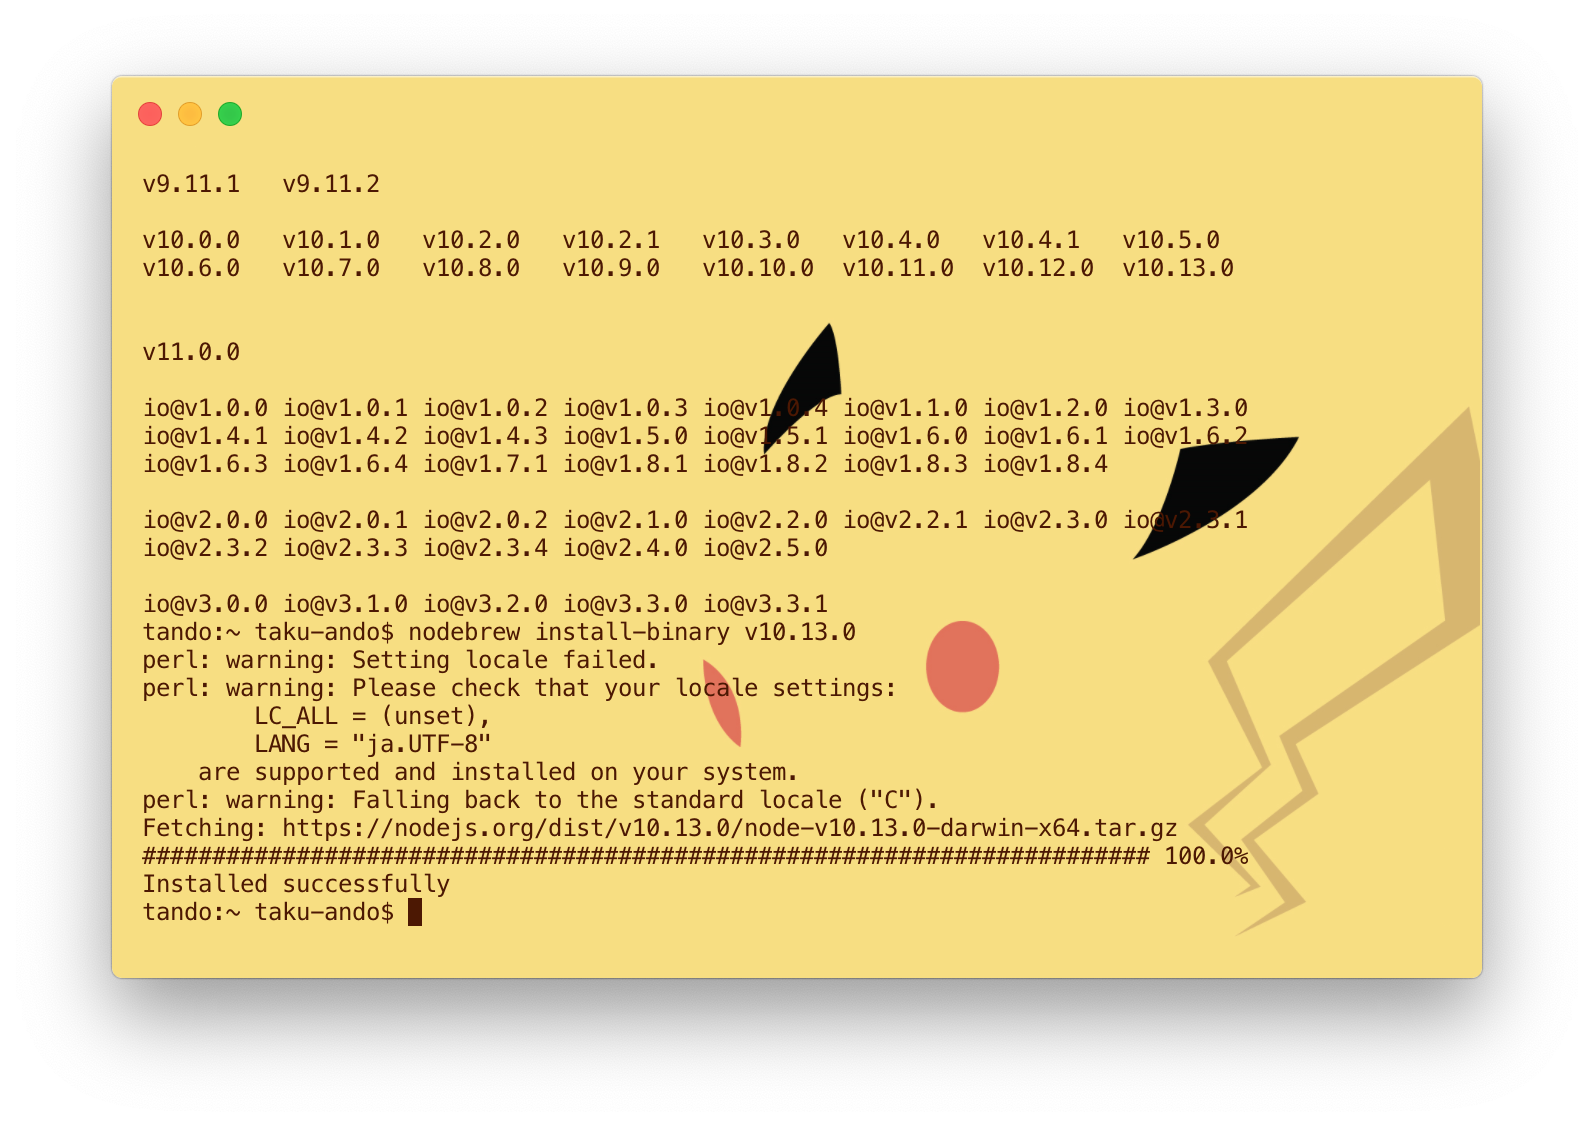 v9.11.1   v9.11.2
v10.0.0   v10.1.0   v10.2.0   v10.2.1   v10.3.0   v10.4.0   v10.4.1   v10.5.0
v10.6.0   v10.7.0   v10.8.0   v10.9.0   v10.10.0  v10.11.0  v10.12.0  v10.13.0
v11.0.0
io@v1.0.0 io@v1.0.1 io@v1.0.2 io@v1.0.3 io@v1.0.4 io@v1.1.0 io@v1.2.0 io@v1.3.0
io@v1.4.1 io@v1.4.2 io@v1.4.3 io@v1.5.0 io@v1.5.1 io@v1.6.0 io@v1.6.1 io@v1.6.2
io@v1.6.3 io@v1.6.4 io@v1.7.1 io@v1.8.1 io@v1.8.2 io@v1.8.3 io@v1.8.4
io@v2.0.0 io@v2.0.1 io@v2.0.2 io@v2.1.0 io@v2.2.0 io@v2.2.1 io@v2.3.0 io@v2.3.1
io@v2.3.2 io@v2.3.3 io@v2.3.4 io@v2.4.0 io@v2.5.0
io@v3.0.0 io@v3.1.0 io@v3.2.0 io@v3.3.0 io@v3.3.1
tando:~ taku-ando$ nodebrew install-binary v10.13.0
perl: warning: Setting locale failed.
perl: warning: Please check that your locale settings:
        LC_ALL = (unset),
        LANG = "ja.UTF-8"
    are supported and installed on your system.
perl: warning: Falling back to the standard locale ("C").
Fetching: https://nodejs.org/dist/v10.13.0/node-v10.13.0-darwin-x64.tar.gz
######################################################################## 100.0%
Installed successfully
tando:~ taku-ando$